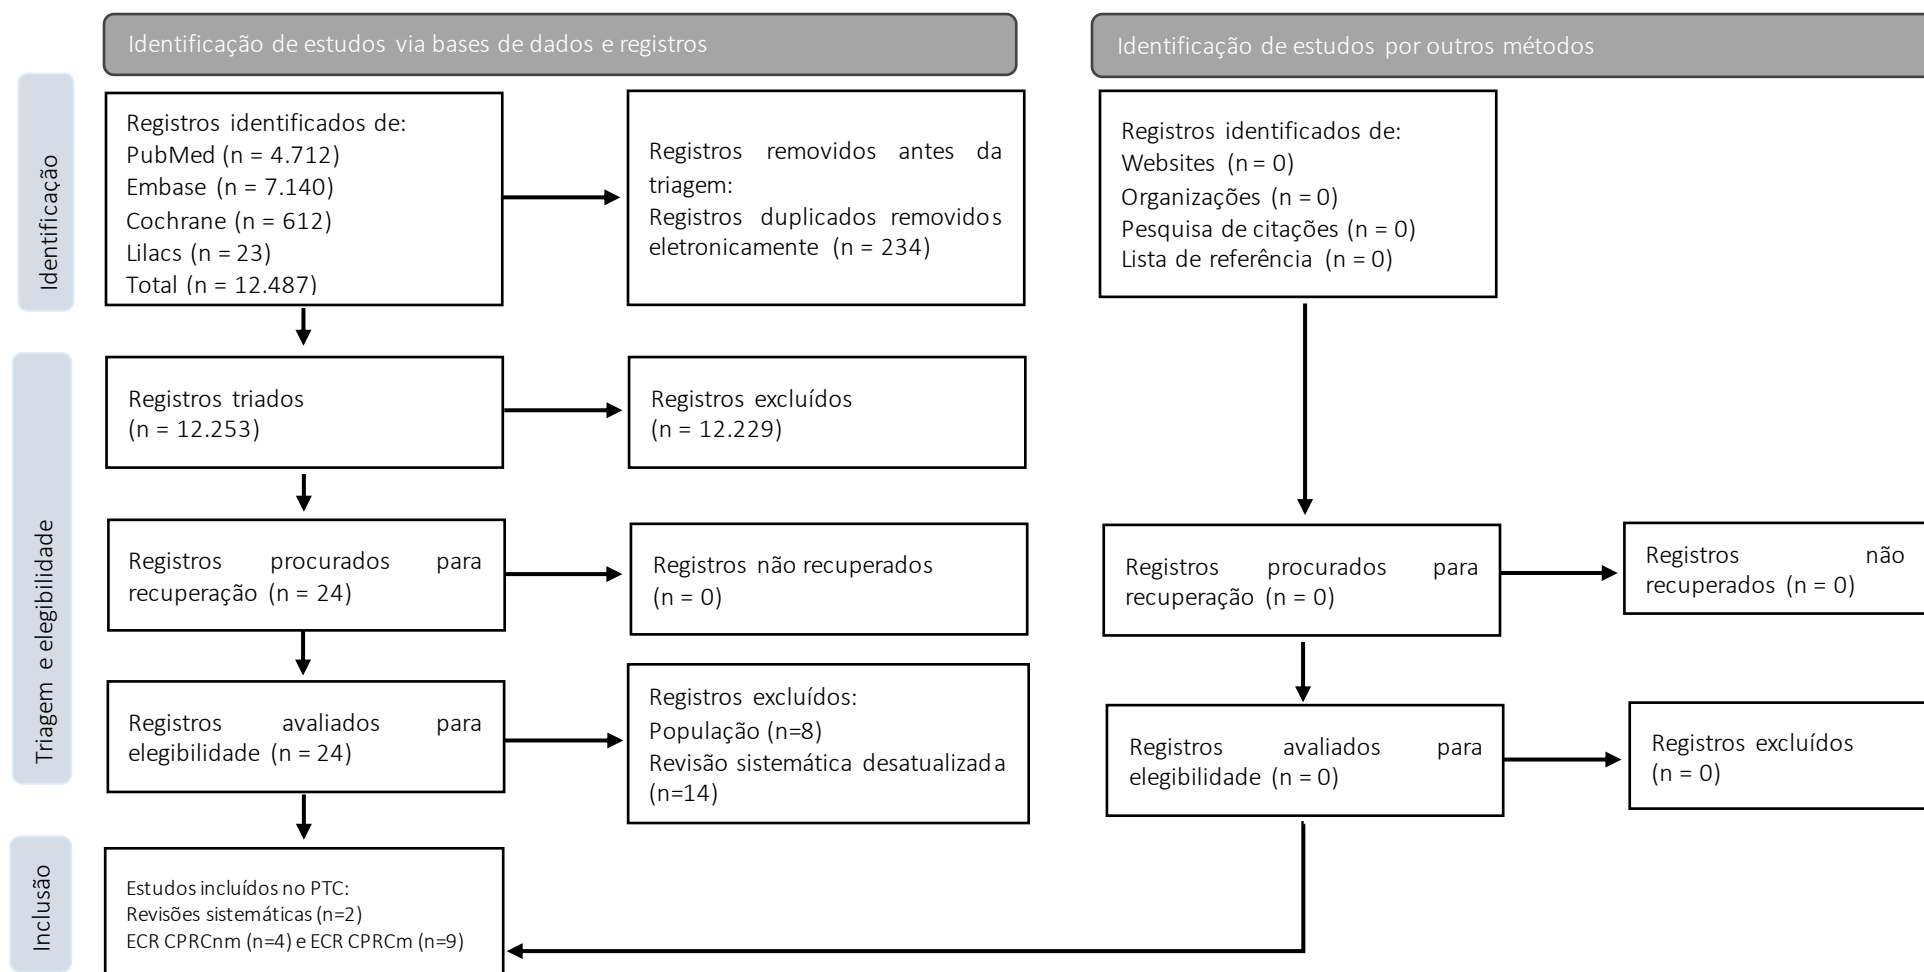 Identificação de estudos via bases de dados e registros
Identificação de estudos por outros métodos
Identificação
Registros identificados de:
PubMed (n = 4.712)
Embase (n = 7.140)
Cochrane (n = 612)
Lilacs (n = 23)
Total (n = 12.487)
Registros removidos antes da
triagem:
Registros duplicados removidos
eletronicamente (n = 234)
Registros identificados de:
Websites (n = 0)
Organizações (n = 0)
Pesquisa de citações (n = 0)
Lista de referência (n = 0)
Triagem e elegibilidade
Registros triados
(n = 12.253)
Registros excluídos
(n = 12.229)
Registros procurados para
recuperação (n = 24)
Registros não recuperados
(n = 0)
Registros procurados para
recuperação (n = 0)
Registros não
recuperados (n = 0)
Registros avaliados para
elegibilidade (n = 24)
Registros excluídos:
População (n=8)
Revisão sistemática desatualizada
(n=14)
Registros avaliados para
elegibilidade (n = 0)
Registros excluídos
(n = 0)
Inclusão
Estudos incluídos no PTC:
Revisões sistemáticas (n=2)
ECR CPRCnm (n=4) e ECR CPRCm (n=9)